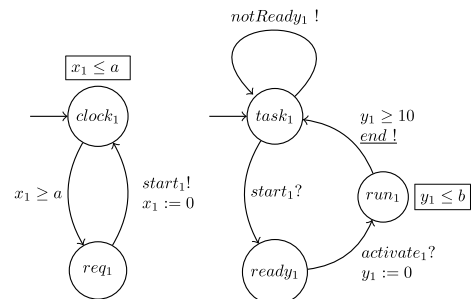 notReady₁ !
x₁ ≤ a
clock₁
task₁
y₁ ≥ 10
end !
x₁ ≥ a
start₁!
x₁ := 0
start₁?
run₁
y₁ ≤ b
req₁
ready₁
activate₁?
y₁ := 0